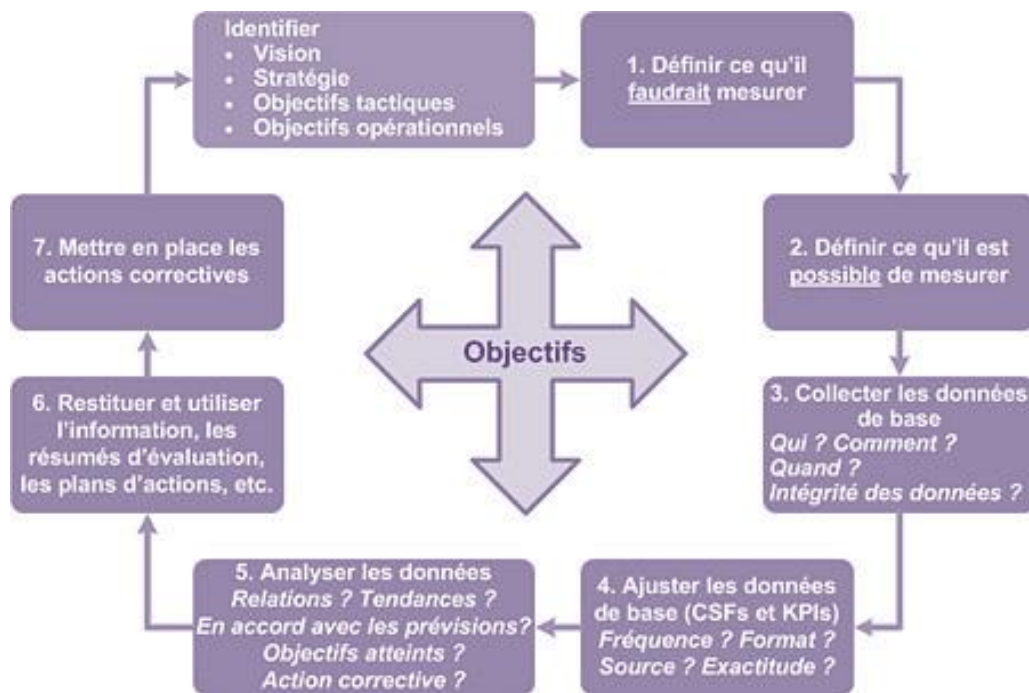 Identifier
• Vision
• Stratégie
• Objectifs tactiques
• Objectifs opérationnels
1. Définir ce qu'il
faudrait mesurer
2. Définir ce qu'il est
possible de mesurer
3. Collecter les données
de base
Qui ? Comment ?
Quand ?
Intégrité des données ?
4. Ajuster les données
de base (CSFs et KPIs)
Fréquence ? Format ?
Source ? Exactitude ?
5. Analyser les données
Relations ? Tendances ?
En accord avec les prévisions?
Objectifs atteints ?
Action corrective ?
6. Restituer et utiliser
l'information, les
résumés d'évaluation,
les plans d'actions, etc.
7. Mettre en place les
actions correctives
Objectifs